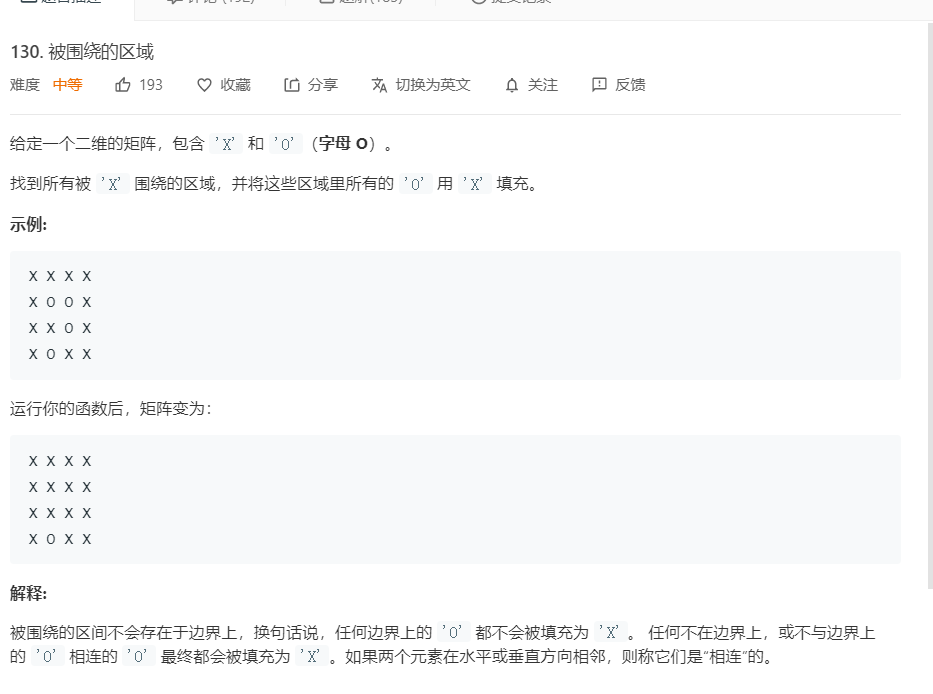 130. 被围绕的区域
难度 中等 193 收藏 分享 切换为英文 关注 反馈
给定一个二维的矩阵，包含 'X' 和 'O'（字母 O）。
找到所有被 'X' 围绕的区域，并将这些区域里所有的 'O' 用 'X' 填充。
示例:
X X X X
X O O X
X X O X
X O X X
运行你的函数后，矩阵变为：
X X X X
X X X X
X X X X
X O X X
解释:
被围绕的区间不会存在于边界上，换句话说，任何边界上的 'O' 都不会被填充为 'X'。 任何不在边界上，或不与边界上
的 'O' 相连的 'O' 最终都会被填充为 'X'。如果两个元素在水平或垂直方向相邻，则称它们是“相连”的。